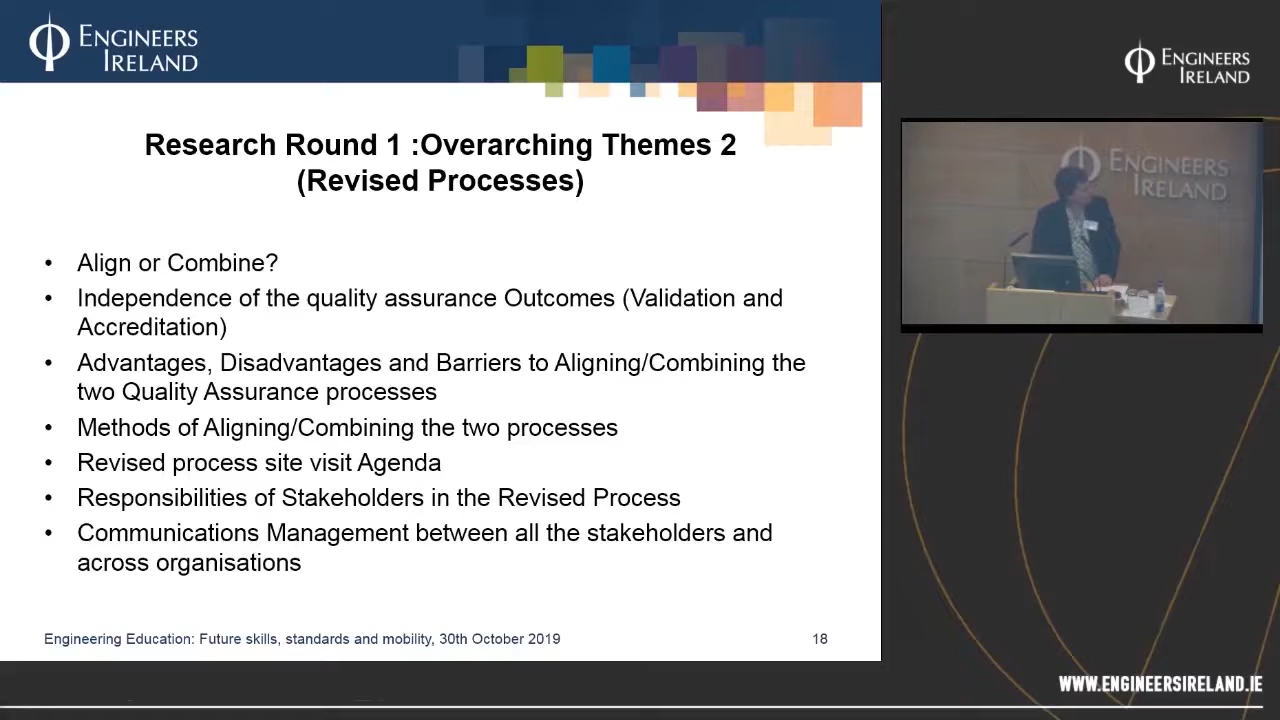 ENGINEERS
IRELAND
Research Round 1 :Overarching Themes 2
(Revised Processes)
• Align or Combine?
• Independence of the quality assurance Outcomes (Validation and
Accreditation)
• Advantages, Disadvantages and Barriers to Aligning/Combining the
two Quality Assurance processes
• Methods of Aligning/Combining the two processes
• Revised process site visit Agenda
• Responsibilities of Stakeholders in the Revised Process
• Communications Management between all the stakeholders and
across organisations
Engineering Education: Future skills, standards and mobility, 30th October 2019
18
ENGINEERS
IRELAND
ENGINEERS
IRELAND
WWW.ENGINEERSIRELAND.IE